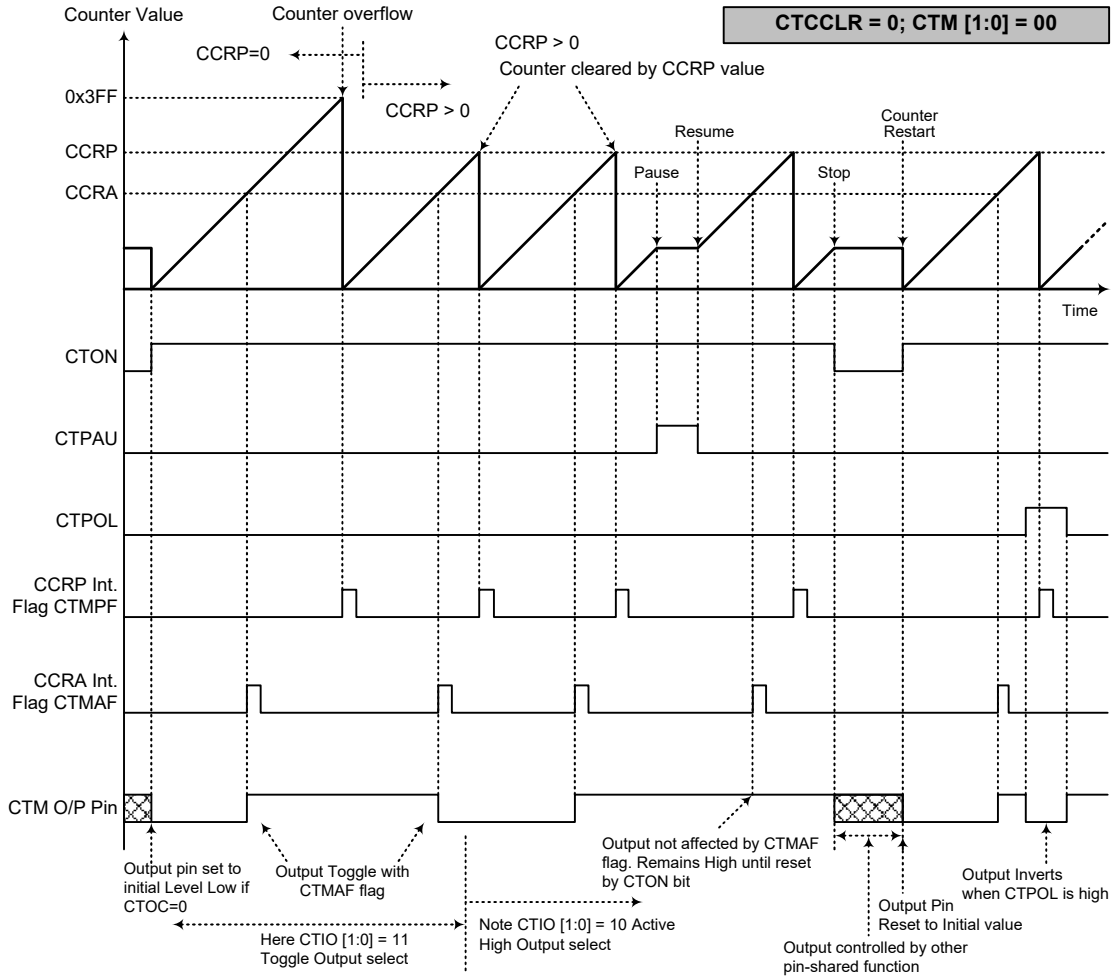 Counter Value
Counter overflow
CTCCLR = 0; CTM [1:0] = 00
CCRP=0
CCRP > 0
CCRP > 0
Counter cleared by CCRP value
0x3FF
CCRP
CCRA
Pause
Resume
Stop
Counter
Restart
Time
CTON
CTPAU
CTPOL
CCRP Int.
Flag CTMPF
CCRA Int.
Flag CTMAF
CTM O/P Pin
Output pin set to
initial Level Low if
CTOC=0
Output Toggle with
CTMAF flag
Output not affected by CTMAF
flag. Remains High until reset
by CTON bit
Output Inverts
when CTPOL is high
Output Pin
Reset to Initial value
Here CTIO [1:0] = 11
Toggle Output select
Note CTIO [1:0] = 10 Active
High Output select
Output controlled by other
pin-shared function